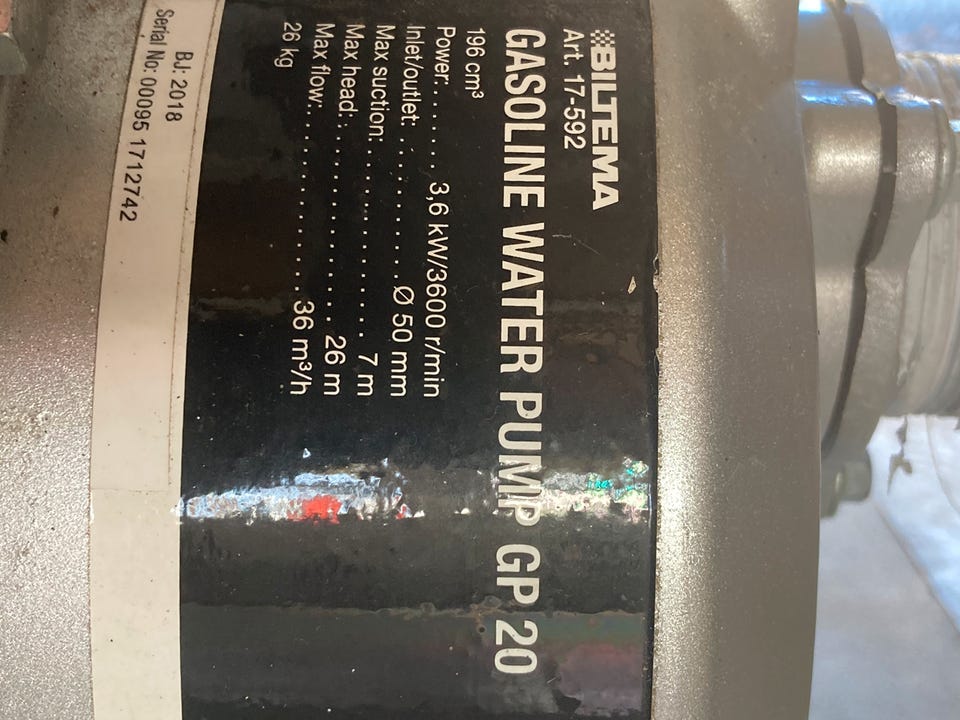 BILTEMA
Art. 17-592
GASOLINE WATER PUMP GP 20
196 cm³
Power:. . . . . . 3,6 kW/3600 r/min
Inlet/outlet: . . . . . . . . . . Ø 50 mm
Max suction: . . . . . . . . . . . . . 7 m
Max head:. . . . . . . . . . . . . . 26 m
Max flow:. . . . . . . . . . . . . 36 m³/h
26 kg
BJ: 2018
Serial No: 00095 1712742